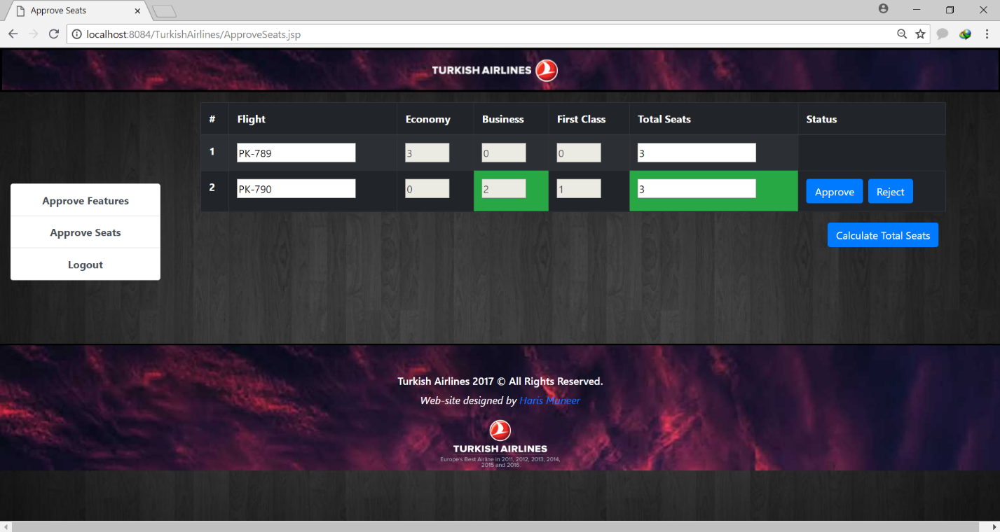 Approve Seats
localhost:8084/TurkishAirlines/ApproveSeats.jsp
TURKISH AIRLINES
# Flight Economy Business First Class Total Seats Status
1 PK-789 3 0 0 3
2 PK-790 0 2 1 3 Approve Reject
Calculate Total Seats
Approve Features
Approve Seats
Logout
Turkish Airlines 2017 © All Rights Reserved.
Web-site designed by Haris Muneer
TURKISH AIRLINES
Europe's Best Airline in 2011, 2012, 2013, 2014,
2015 and 2016.